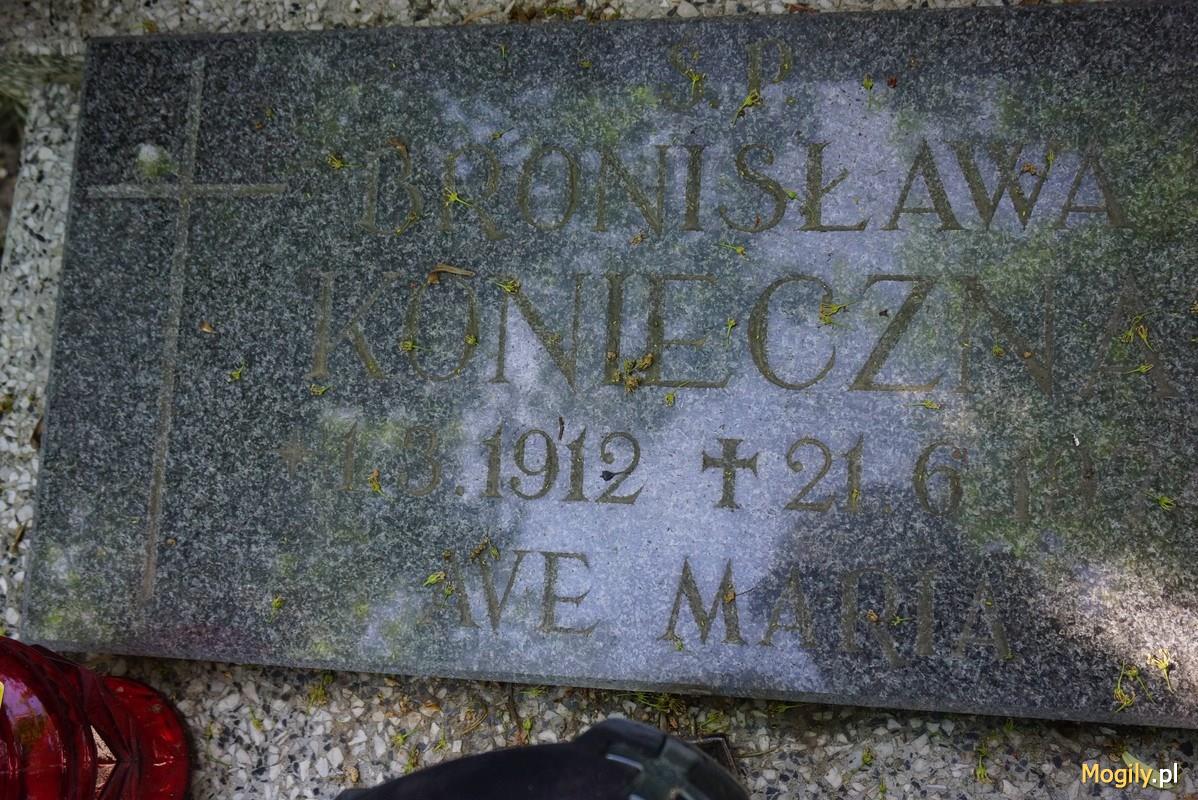 Ś.P
BRONISŁAWA
KONIECZNA
* 1.3.1912 ✝ 21.6
AVE MARIA
Mogily.pl